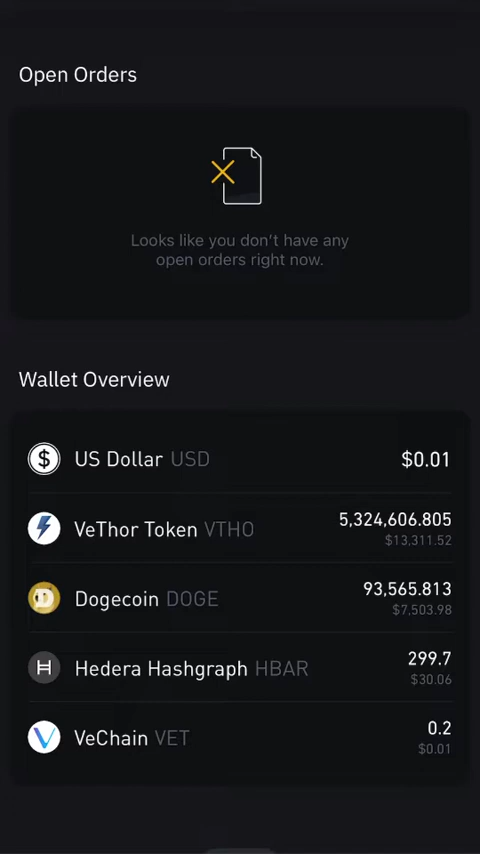 Open Orders
Looks like you don't have any
open orders right now.
Wallet Overview
US Dollar USD $0.01
VeThor Token VTHO 5,324,606.805
$13,311.52
Dogecoin DOGE 93,565.813
$7,503.98
Hedera Hashgraph HBAR 299.7
$30.06
VeChain VET 0.2
$0.01